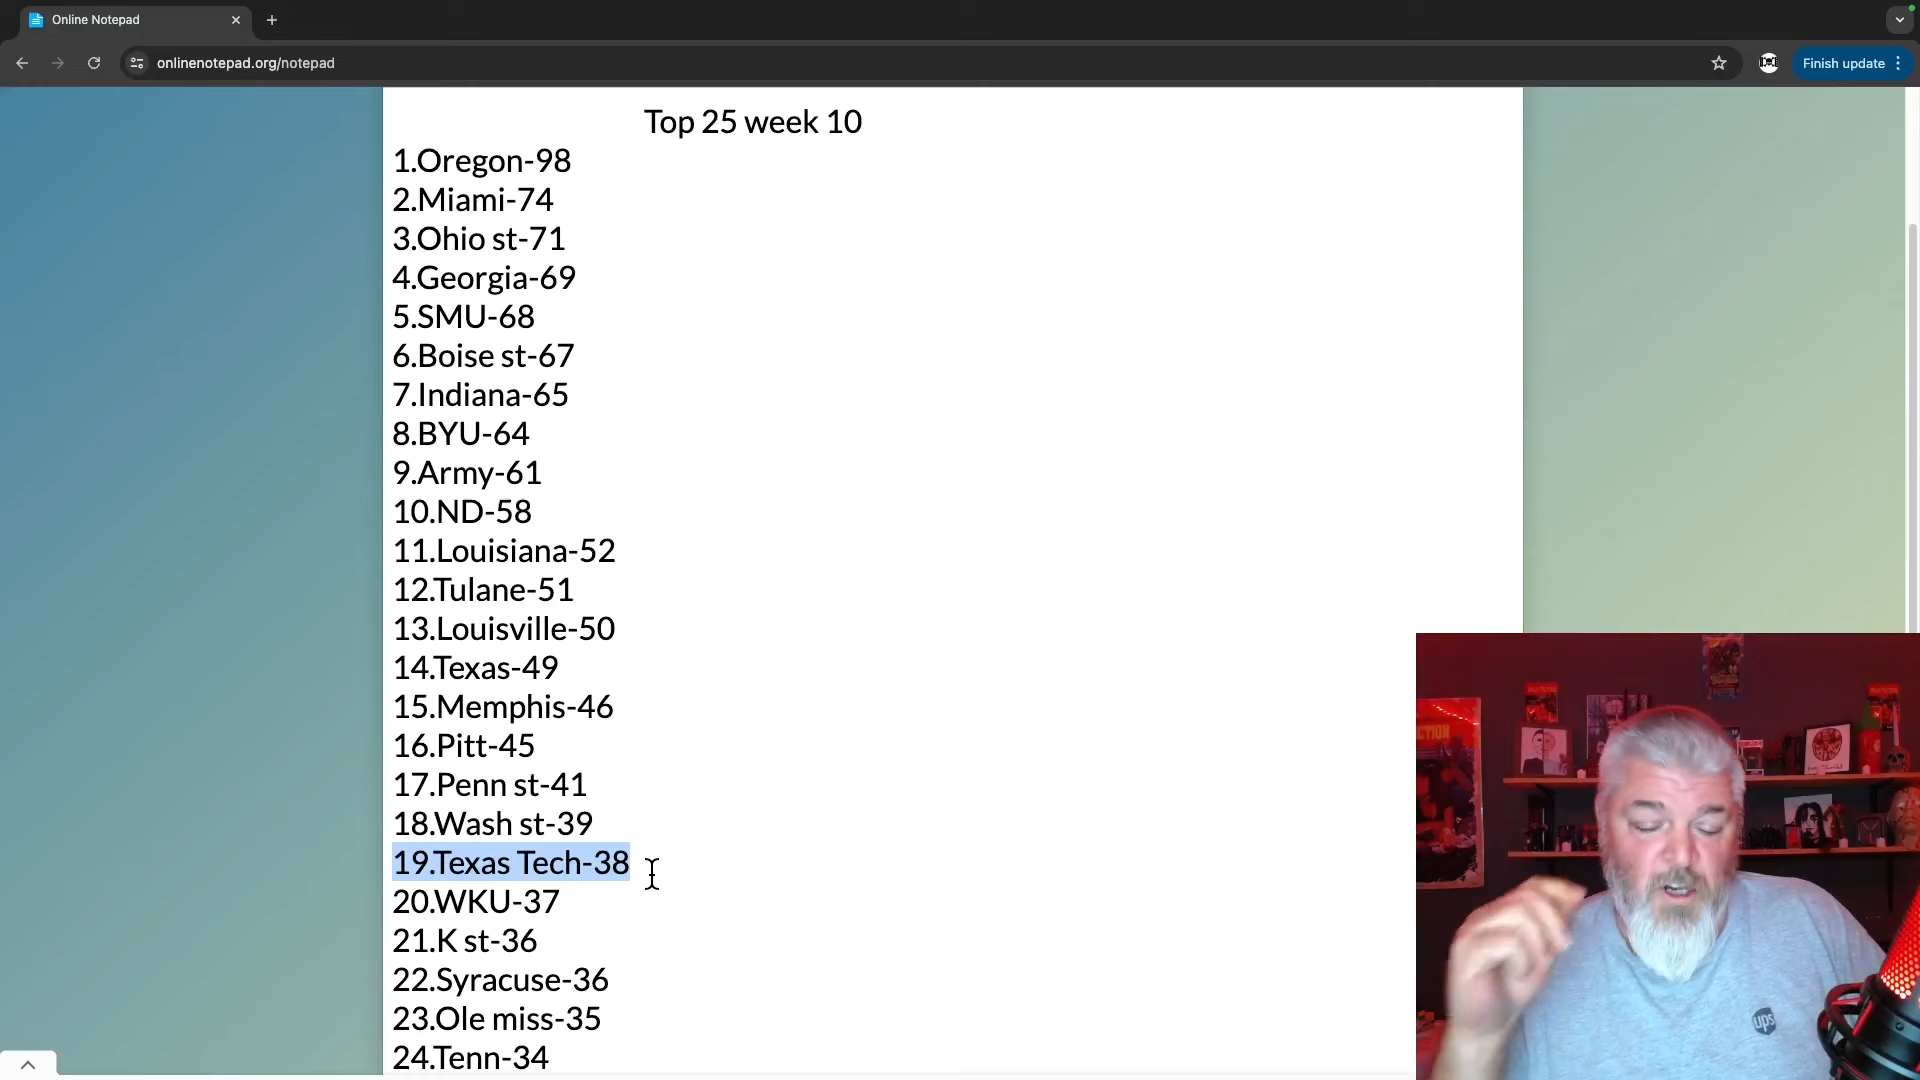 Online Notepad
onlinenotepad.org/notepad
Finish update
Top 25 week 10
1.Oregon-98
2.Miami-74
3.Ohio st-71
4.Georgia-69
5.SMU-68
6.Boise st-67
7.Indiana-65
8.BYU-64
9.Army-61
10.ND-58
11.Louisiana-52
12.Tulane-51
13.Louisville-50
14.Texas-49
15.Memphis-46
16.Pitt-45
17.Penn st-41
18.Wash st-39
19.Texas Tech-38
20.WKU-37
21.K st-36
22.Syracuse-36
23.Ole miss-35
24.Tenn-34
ups